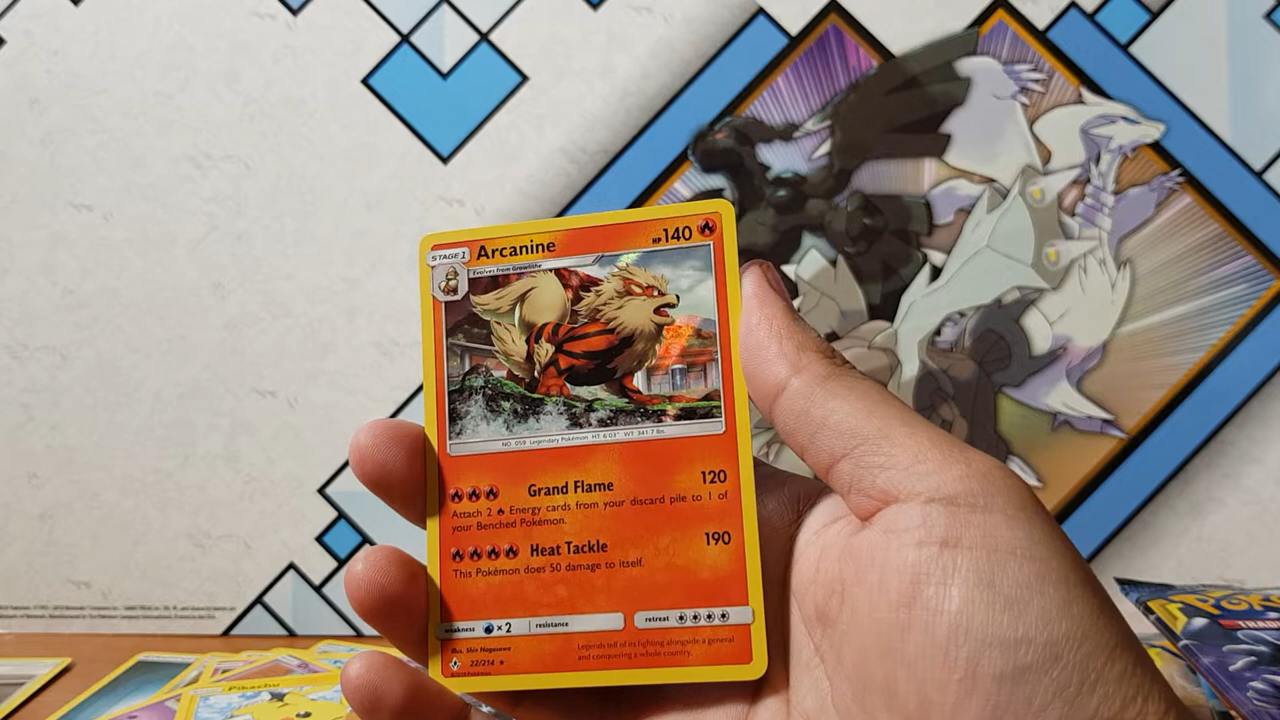 STAGE 1 Arcanine HP 140
Evolves from Growlithe
NO. 059 Legendary Pokémon HT: 6'03" WT: 341.7 lbs.
Grand Flame 120
Attach 2 Energy cards from your discard pile to 1 of
your Benched Pokémon.
Heat Tackle 190
This Pokémon does 50 damage to itself.
weakness ×2 resistance retreat
Illus. Shin Nagasawa
22/214
Legends tell of its fighting alongside a general
and conquering a whole country.
©2019 Pokémon
Pikachu